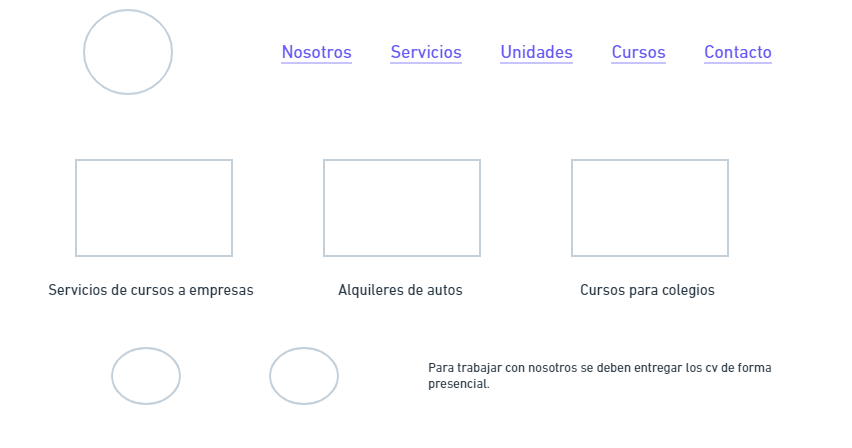 Nosotros Servicios Unidades Cursos Contacto
Servicios de cursos a empresas Alquileres de autos Cursos para colegios
Para trabajar con nosotros se deben entregar los cv de forma
presencial.